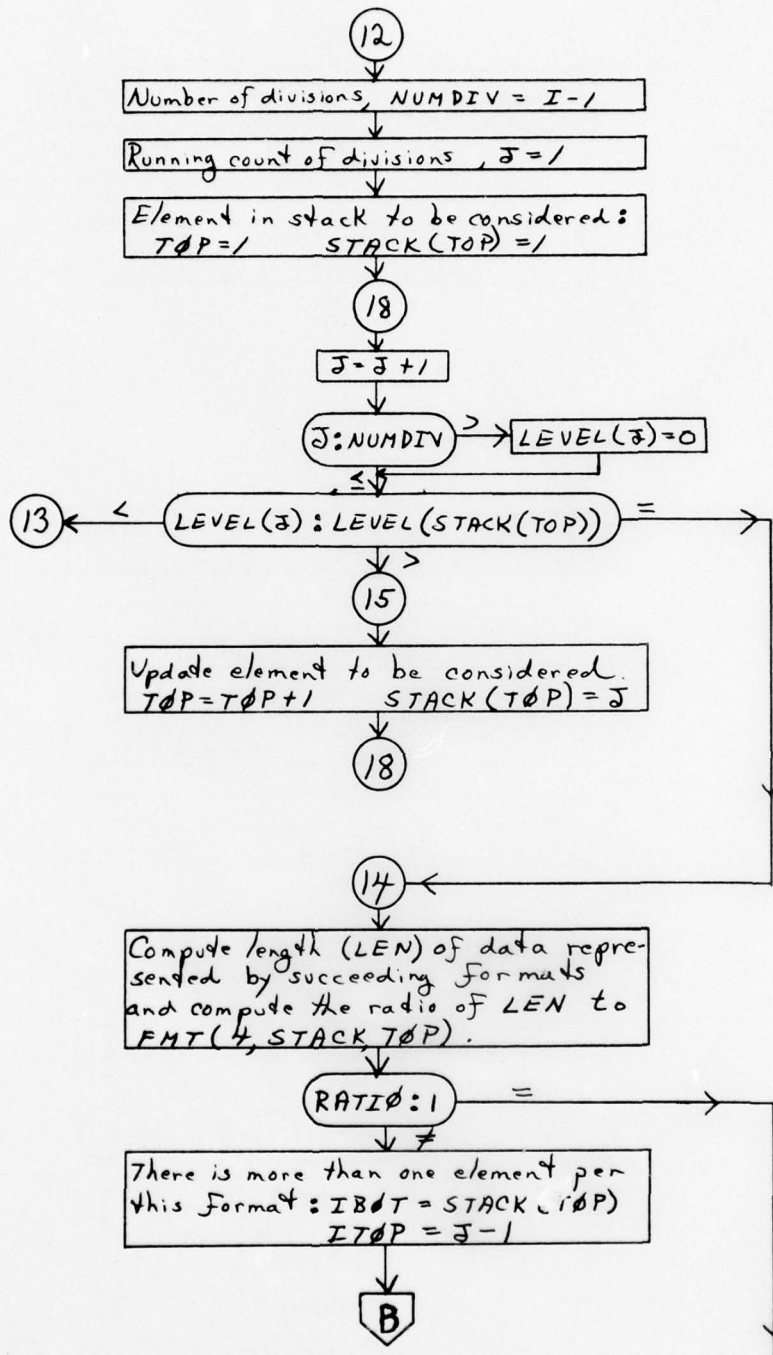 12
Number of divisions, NUMDIV = I-1
Running count of divisions, J=1
Element in stack to be considered:
TØP=1 STACK(TOP)=1
18
J=J+1
J:NUMDIV > LEVEL(J)=0
≤
13 < LEVEL(J):LEVEL(STACK(TOP)) =
>
15
Update element to be considered.
TØP=TØP+1 STACK(TØP)=J
18
14
Compute length (LEN) of data repre-
sented by succeeding formats
and compute the ratio of LEN to
FMT(4,STACK,TØP).
RATIØ:1 =
≠
There is more than one element per
this format: IBØT=STACK(TØP)
ITØP=J-1
B